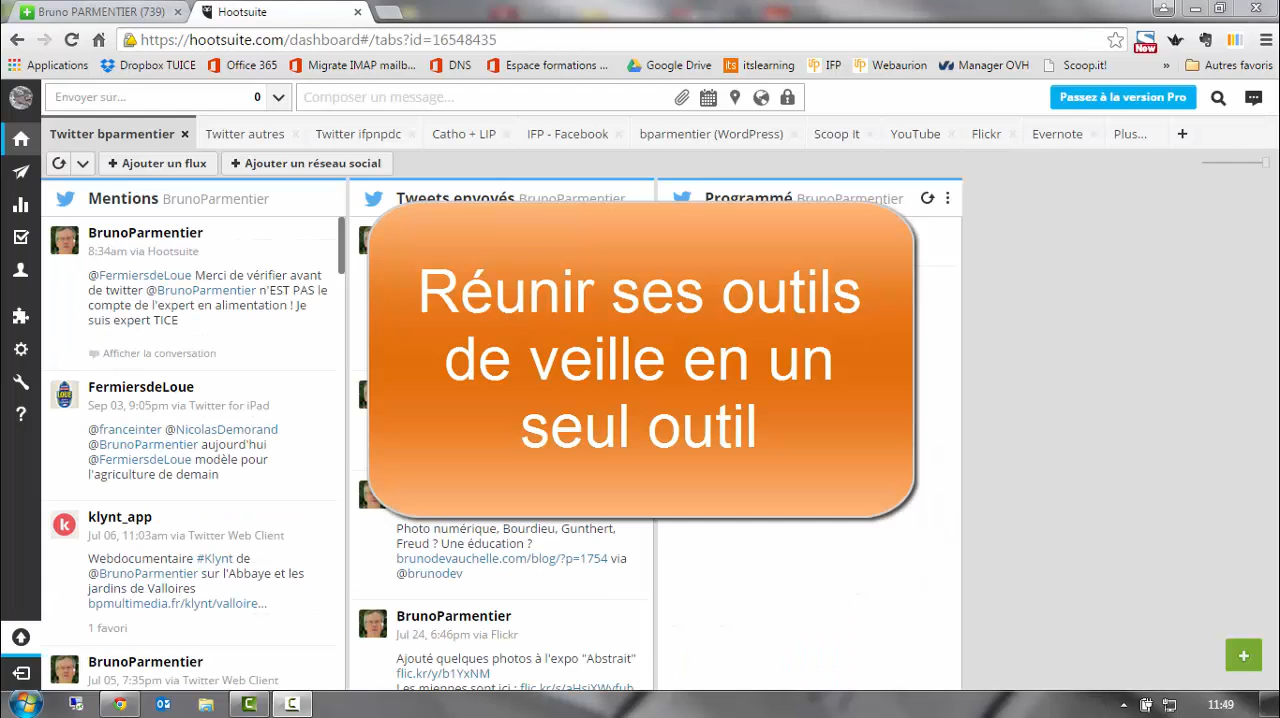 Bruno PARMENTIER (739)
Hootsuite
https://hootsuite.com/dashboard#/tabs?id=16548435
New
Applications
Dropbox TUICE
Office 365
Migrate IMAP mailb...
DNS
Espace formations ...
Google Drive
its
itslearning
IFP
Webaurion
Manager OVH
Scoop.it!
»
Autres favoris
Envoyer sur...
0
Composer un message...
Passez à la version Pro
Twitter bparmentier
Twitter autres
Twitter ifpnpdc
Catho + LIP
IFP - Facebook
bparmentier (WordPress)
Scoop It
YouTube
Flickr
Evernote
Plus...
Ajouter un flux
Ajouter un réseau social
Mentions BrunoParmentier
BrunoParmentier
8:34am via Hootsuite
@FermiersdeLoue Merci de vérifier avant
de twitter @BrunoParmentier n'EST PAS le
compte de l'expert en alimentation ! Je
suis expert TICE
Afficher la conversation
FermiersdeLoue
Sep 03, 9:05pm via Twitter for iPad
@franceinter @NicolasDemorand
@BrunoParmentier aujourd'hui
@FermiersdeLoue modèle pour
l'agriculture de demain
klynt_app
Jul 06, 11:03am via Twitter Web Client
Webdocumentaire #Klynt de
@BrunoParmentier sur l'Abbaye et les
jardins de Valloires
bpmultimedia.fr/klynt/valloire...
1 favori
BrunoParmentier
Jul 05, 7:35pm via Twitter Web Client
Tweets envoyés BrunoParmentier
Photo numérique, Bourdieu, Gunthert,
Freud ? Une éducation ?
brunodevauchelle.com/blog/?p=1754 via
@brunodev
BrunoParmentier
Jul 24, 6:46pm via Flickr
Ajouté quelques photos à l'expo "Abstrait"
flic.kr/y/b1YxNM
Les miennes sont ici : flic.kr/s/aHsjXWyfuh
Programmé BrunoParmentier
Réunir ses outils
de veille en un
seul outil
11:49